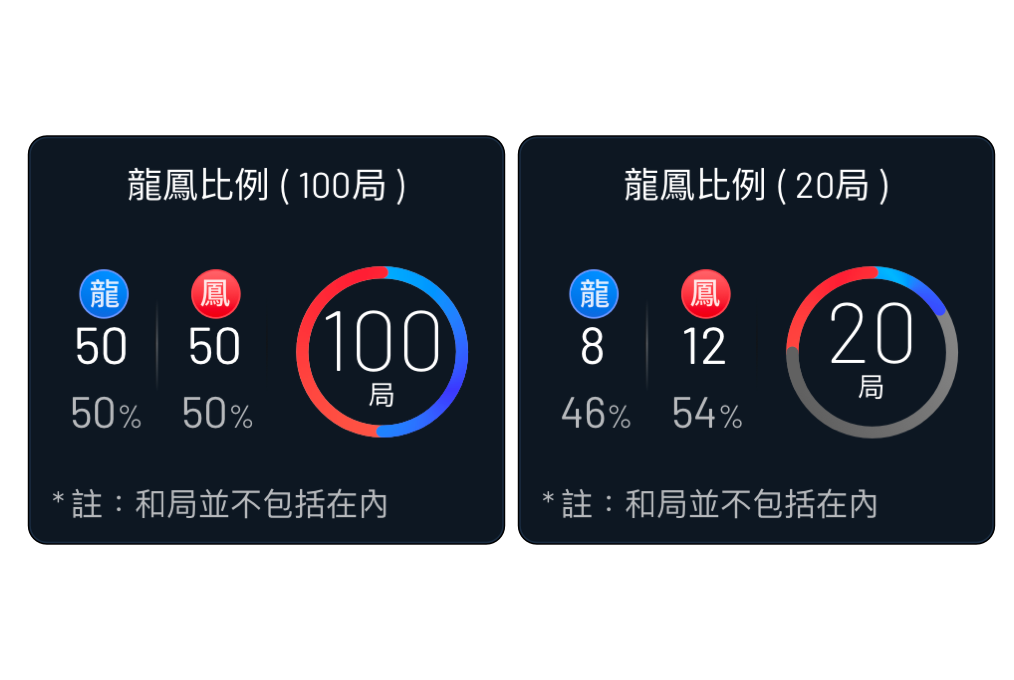 龍鳳比例 ( 100局 )
龍 鳳
50 50
50% 50%
100
局
*註：和局並不包括在內
龍鳳比例 ( 20局 )
龍 鳳
8 12
46% 54%
20
局
*註：和局並不包括在內